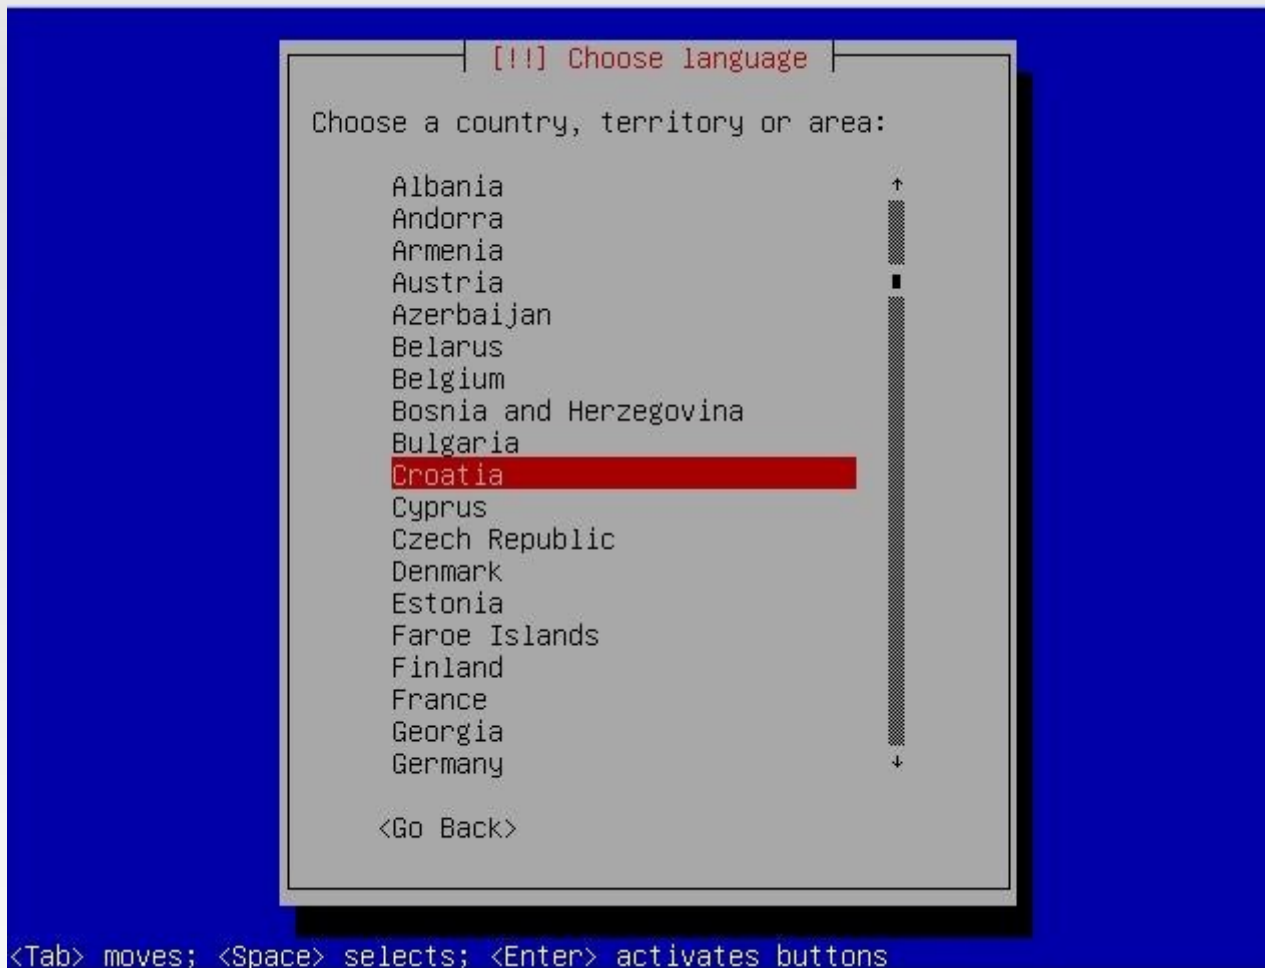 [!!] Choose language
Choose a country, territory or area:
Albania
Andorra
Armenia
Austria
Azerbaijan
Belarus
Belgium
Bosnia and Herzegovina
Bulgaria
Croatia
Cyprus
Czech Republic
Denmark
Estonia
Faroe Islands
Finland
France
Georgia
Germany
<Go Back>
<Tab> moves; <Space> selects; <Enter> activates buttons